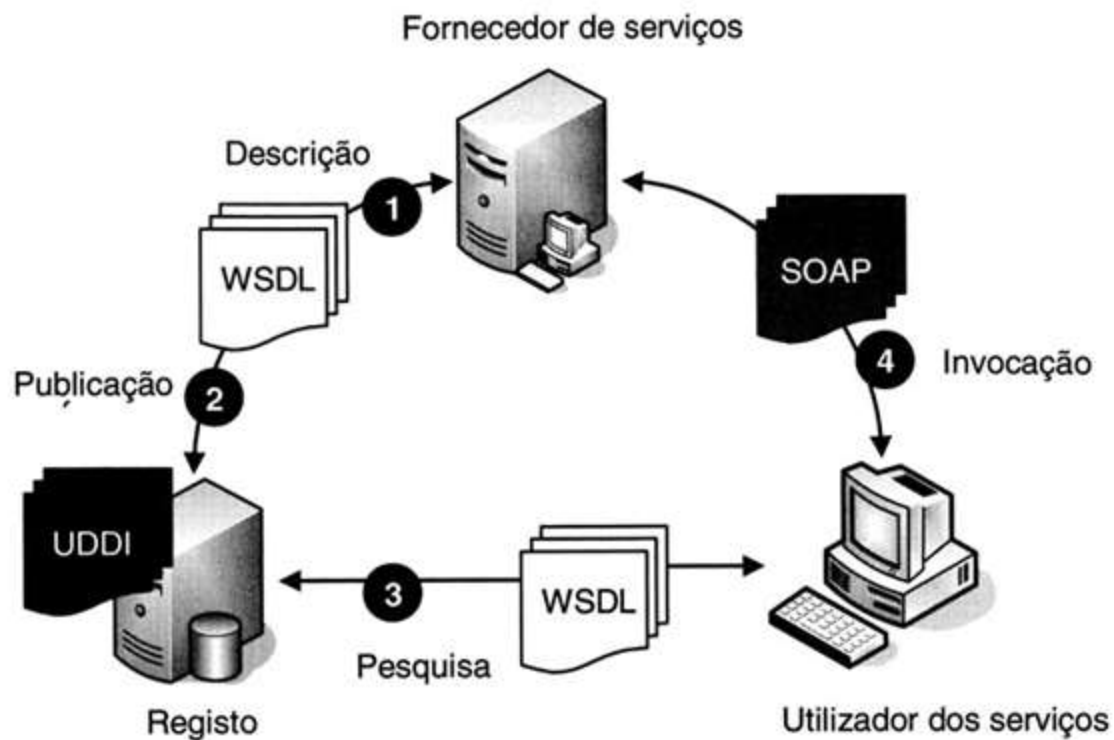 Fornecedor de serviços
Descrição
1
WSDL
SOAP
4
Invocação
Publicação
2
UDDI
3
WSDL
Pesquisa
Registo
Utilizador dos serviços